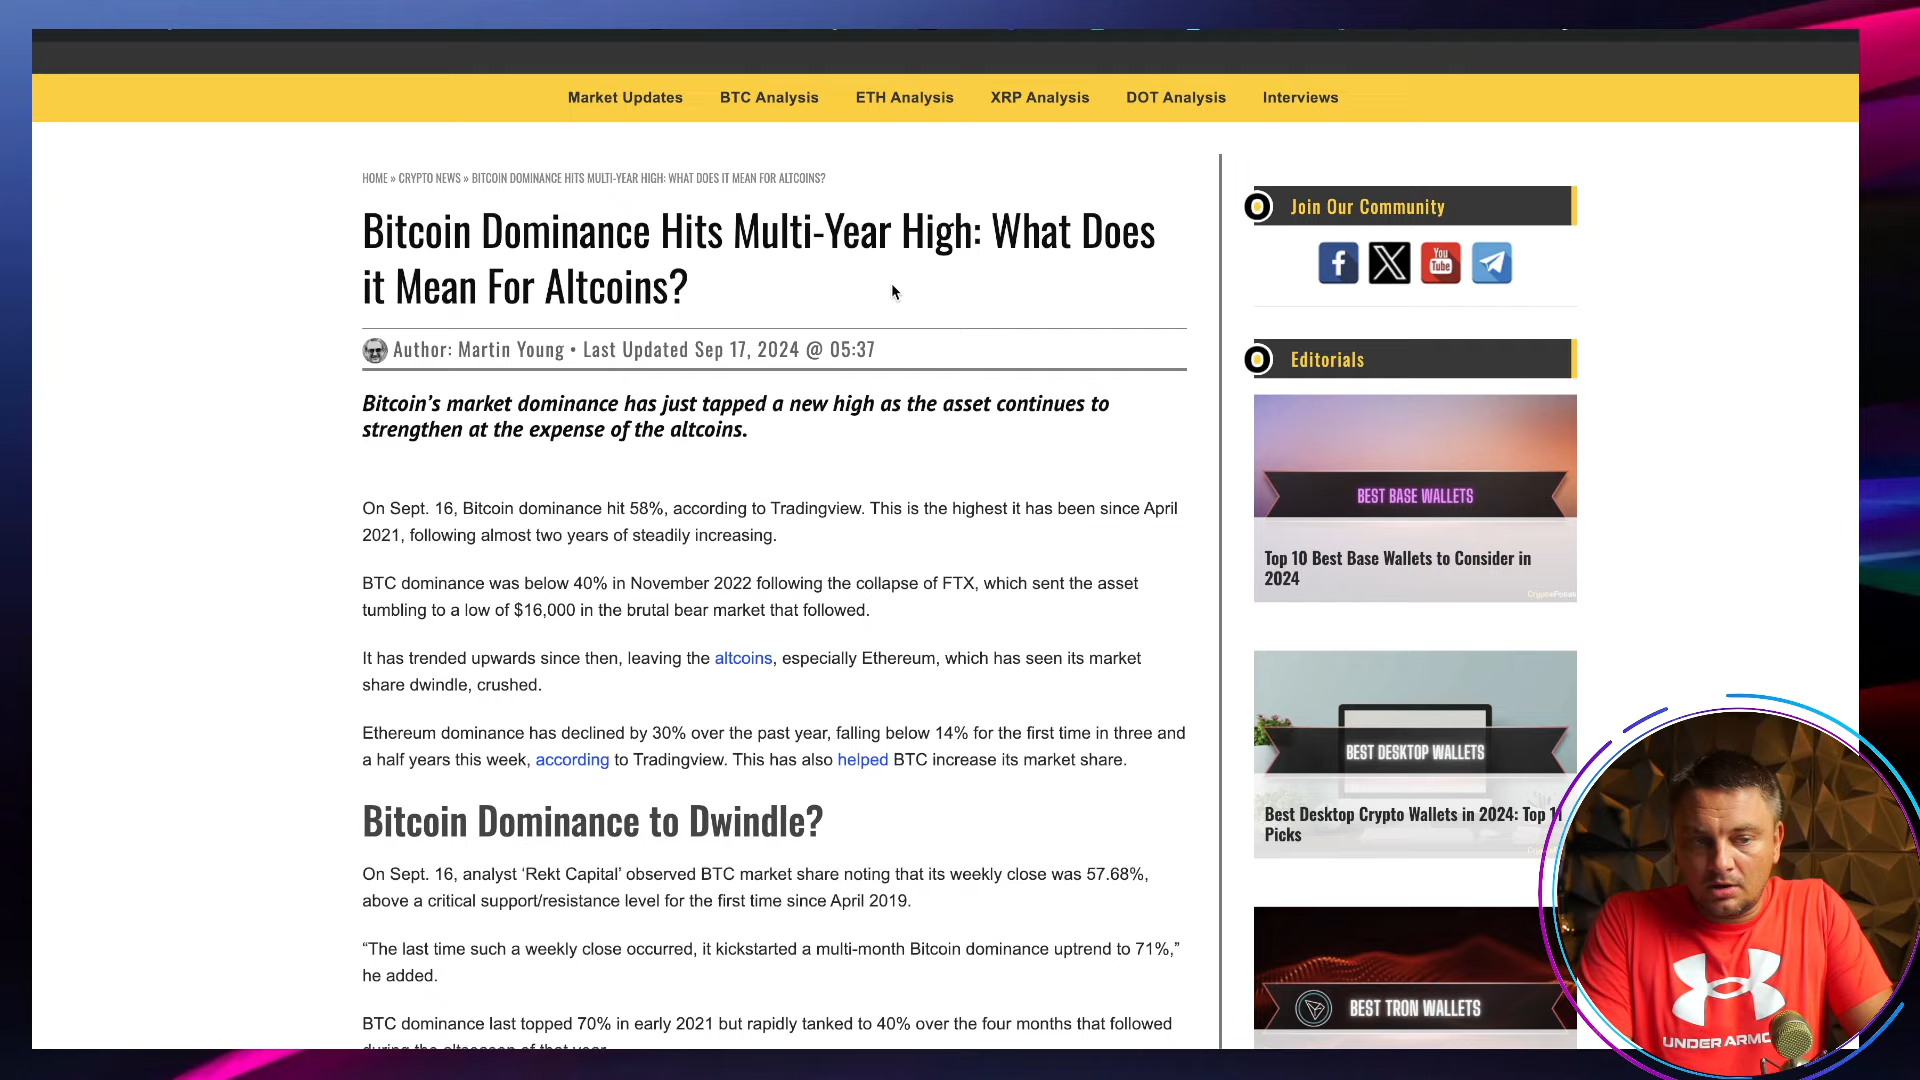 Market Updates BTC Analysis ETH Analysis XRP Analysis DOT Analysis Interviews
HOME » CRYPTO NEWS » BITCOIN DOMINANCE HITS MULTI-YEAR HIGH: WHAT DOES IT MEAN FOR ALTCOINS?
Bitcoin Dominance Hits Multi-Year High: What Does
it Mean For Altcoins?
Author: Martin Young • Last Updated Sep 17, 2024 @ 05:37
Bitcoin’s market dominance has just tapped a new high as the asset continues to
strengthen at the expense of the altcoins.
On Sept. 16, Bitcoin dominance hit 58%, according to Tradingview. This is the highest it has been since April
2021, following almost two years of steadily increasing.
BTC dominance was below 40% in November 2022 following the collapse of FTX, which sent the asset
tumbling to a low of $16,000 in the brutal bear market that followed.
It has trended upwards since then, leaving the altcoins, especially Ethereum, which has seen its market
share dwindle, crushed.
Ethereum dominance has declined by 30% over the past year, falling below 14% for the first time in three and
a half years this week, according to Tradingview. This has also helped BTC increase its market share.
Bitcoin Dominance to Dwindle?
On Sept. 16, analyst ‘Rekt Capital’ observed BTC market share noting that its weekly close was 57.68%,
above a critical support/resistance level for the first time since April 2019.
“The last time such a weekly close occurred, it kickstarted a multi-month Bitcoin dominance uptrend to 71%,”
he added.
BTC dominance last topped 70% in early 2021 but rapidly tanked to 40% over the four months that followed
during the altseason of that year.
Join Our Community
You
Tube
Editorials
BEST BASE WALLETS
Top 10 Best Base Wallets to Consider in
2024
CryptoPotato
BEST DESKTOP WALLETS
Best Desktop Crypto Wallets in 2024: Top 11
Picks
BEST TRON WALLETS
UNDER ARMO